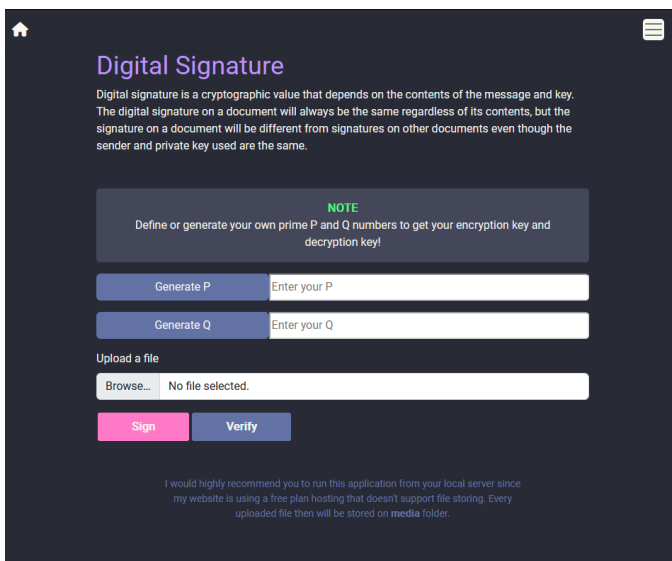 Digital Signature
Digital signature is a cryptographic value that depends on the contents of the message and key.
The digital signature on a document will always be the same regardless of its contents, but the
signature on a document will be different from signatures on other documents even though the
sender and private key used are the same.
NOTE
Define or generate your own prime P and Q numbers to get your encryption key and
decryption key!
Generate P Enter your P
Generate Q Enter your Q
Upload a file
Browse... No file selected.
Sign Verify
I would highly recommend you to run this application from your local server since
my website is using a free plan hosting that doesn't support file storing. Every
uploaded file then will be stored on media folder.